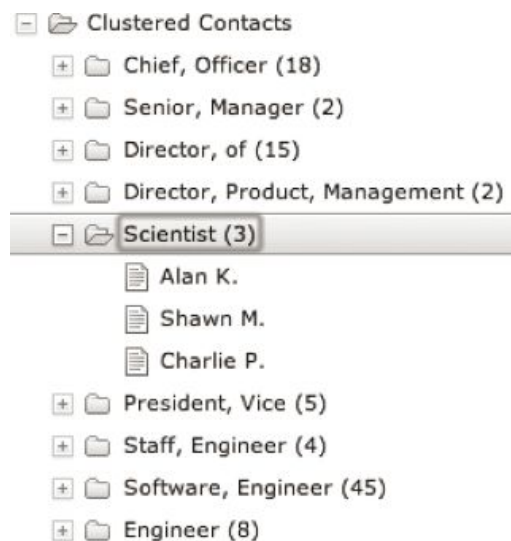 Clustered Contacts
Chief, Officer (18)
Senior, Manager (2)
Director, of (15)
Director, Product, Management (2)
Scientist (3)
Alan K.
Shawn M.
Charlie P.
President, Vice (5)
Staff, Engineer (4)
Software, Engineer (45)
Engineer (8)